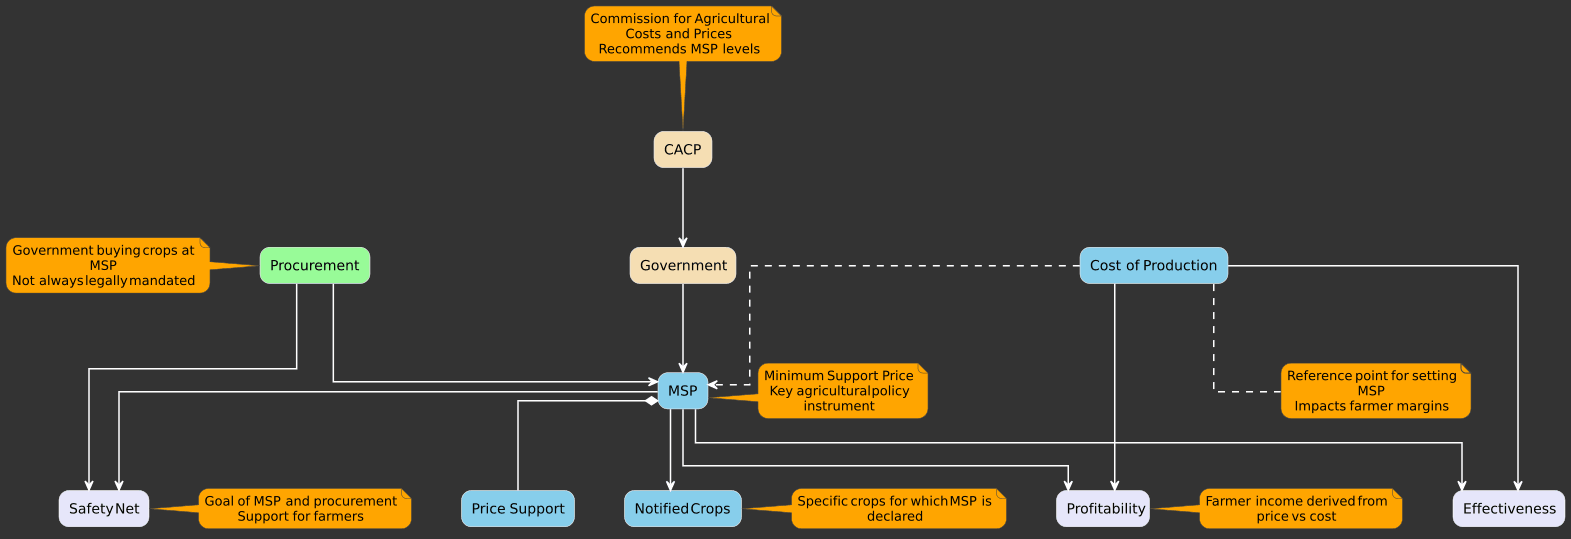 Commission for Agricultural
Costs and Prices
Recommends MSP levels
CACP
Government buying crops at
MSP
Not always legally mandated
Procurement
Government
Cost of Production
MSP
Minimum Support Price
Key agricultural policy
instrument
Reference point for setting
MSP
Impacts farmer margins
Safety Net
Goal of MSP and procurement
Support for farmers
Price Support
Notified Crops
Specific crops for which MSP is
declared
Profitability
Farmer income derived from
price vs cost
Effectiveness